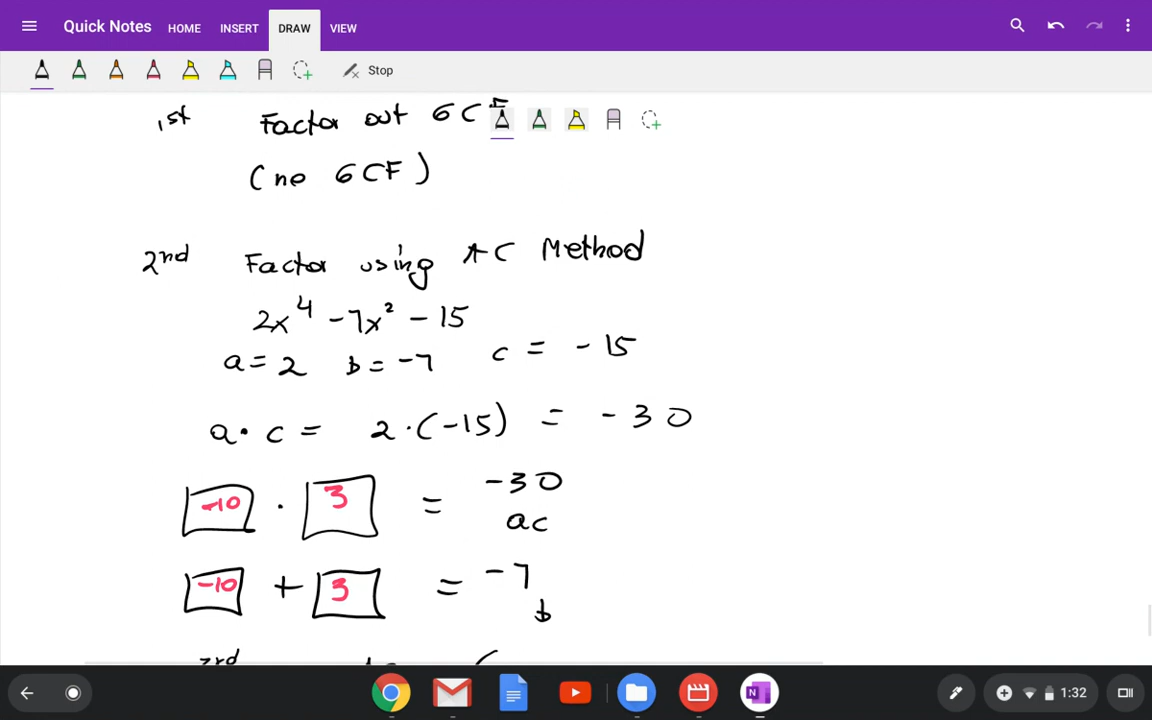 Quick Notes HOME INSERT DRAW VIEW
Stop
1st Factor out GCF
(no GCF)
2nd Factor using AC Method
2x⁴ - 7x² - 15
a = 2 b = -7 c = -15
a · c = 2 · (-15) = -30
-10 · 3 = -30
ac
-10 + 3 = -7
b
3rd
1:32